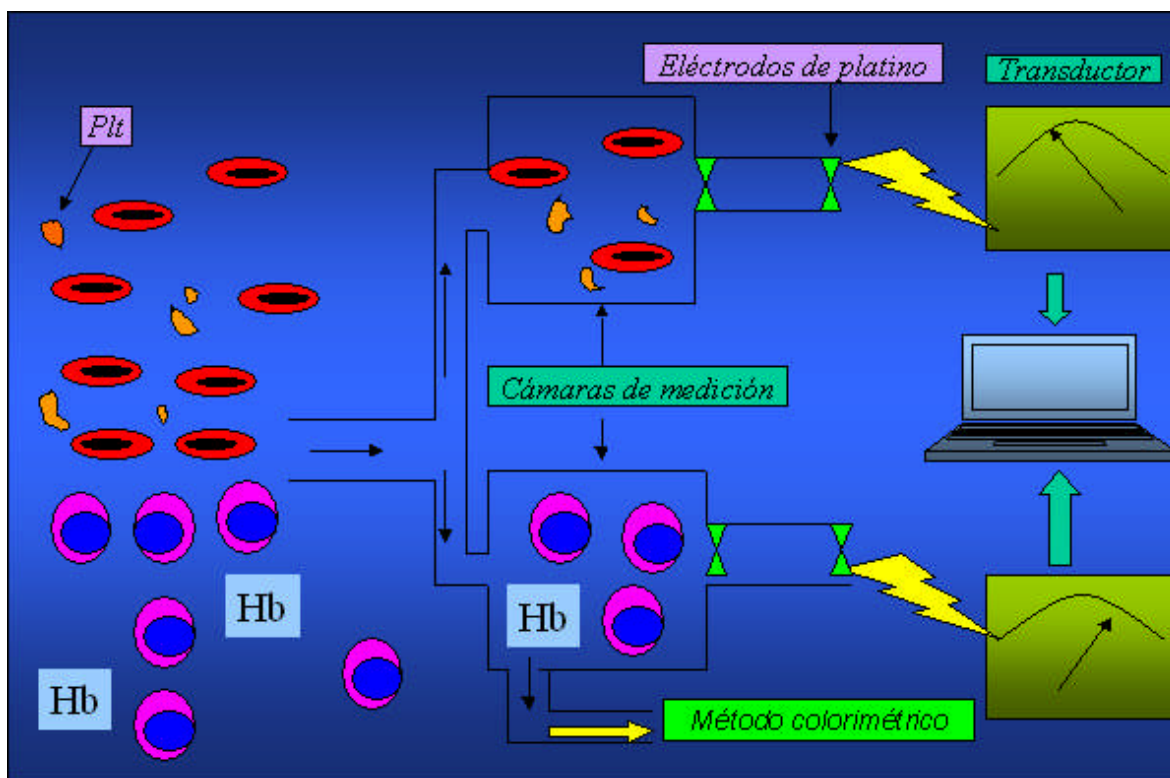 Eléctrodos de platino
Transductor
Plt
Cámaras de medición
Hb
Hb
Hb
Método colorimétrico